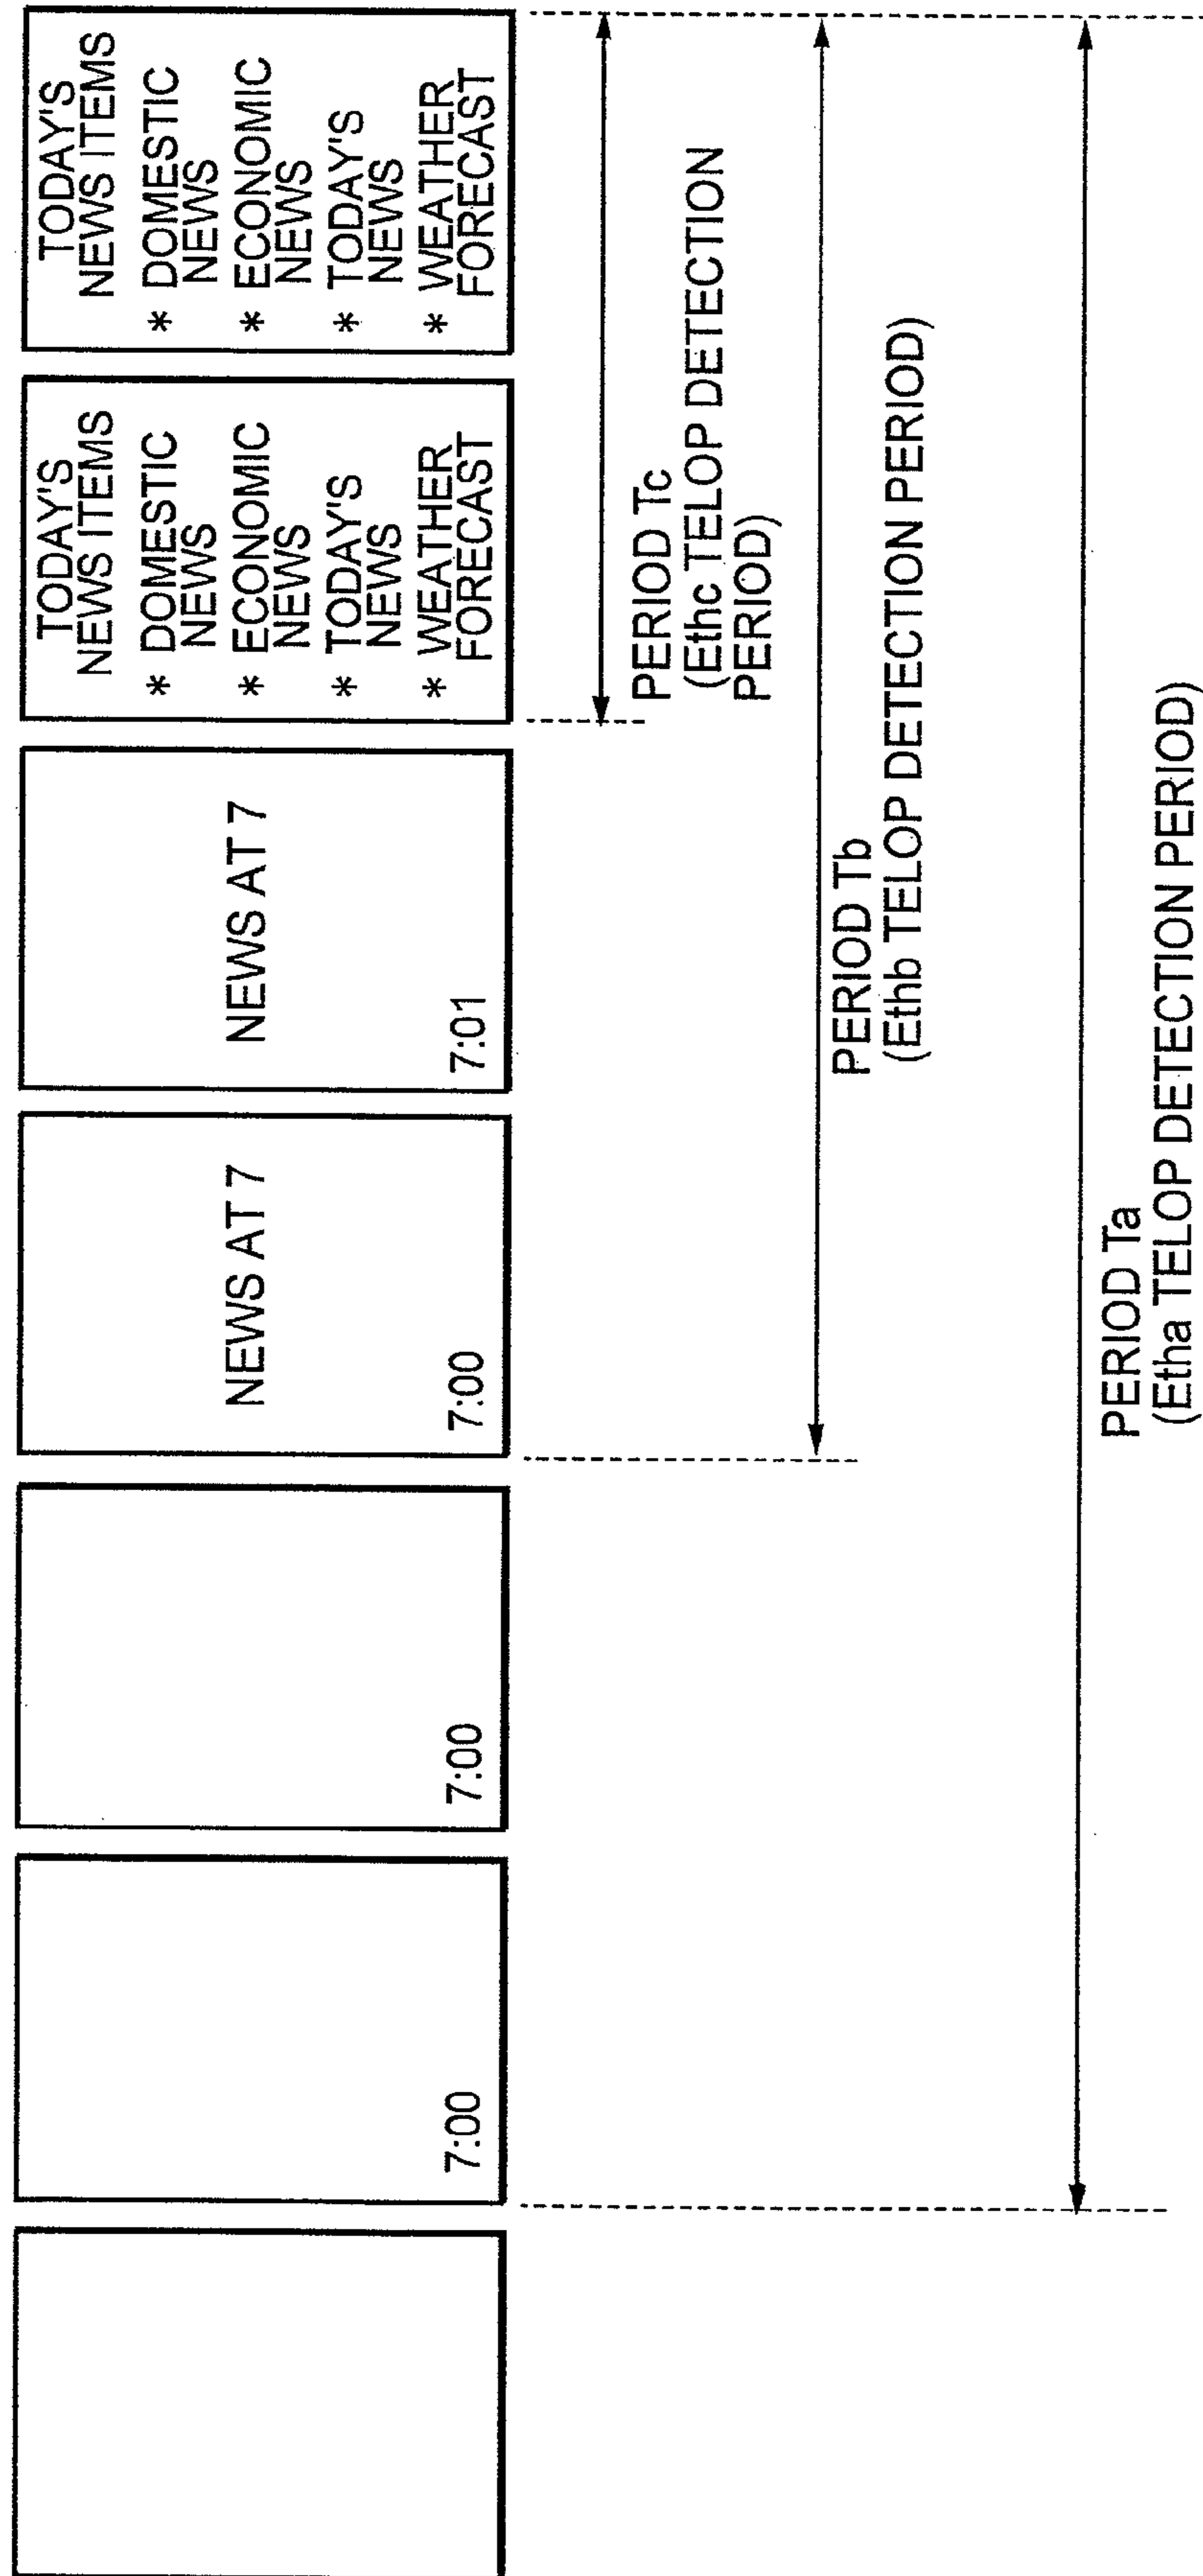 7:00
7:00
NEWS AT 7
7:00
NEWS AT 7
7:01
TODAY'S
NEWS ITEMS
* DOMESTIC
NEWS
* ECONOMIC
NEWS
* TODAY'S
NEWS
* WEATHER
FORECAST
TODAY'S
NEWS ITEMS
* DOMESTIC
NEWS
* ECONOMIC
NEWS
* TODAY'S
NEWS
* WEATHER
FORECAST
PERIOD Tc
(Ethc TELOP DETECTION
PERIOD)
PERIOD Tb
(Ethb TELOP DETECTION PERIOD)
PERIOD Ta
(Etha TELOP DETECTION PERIOD)